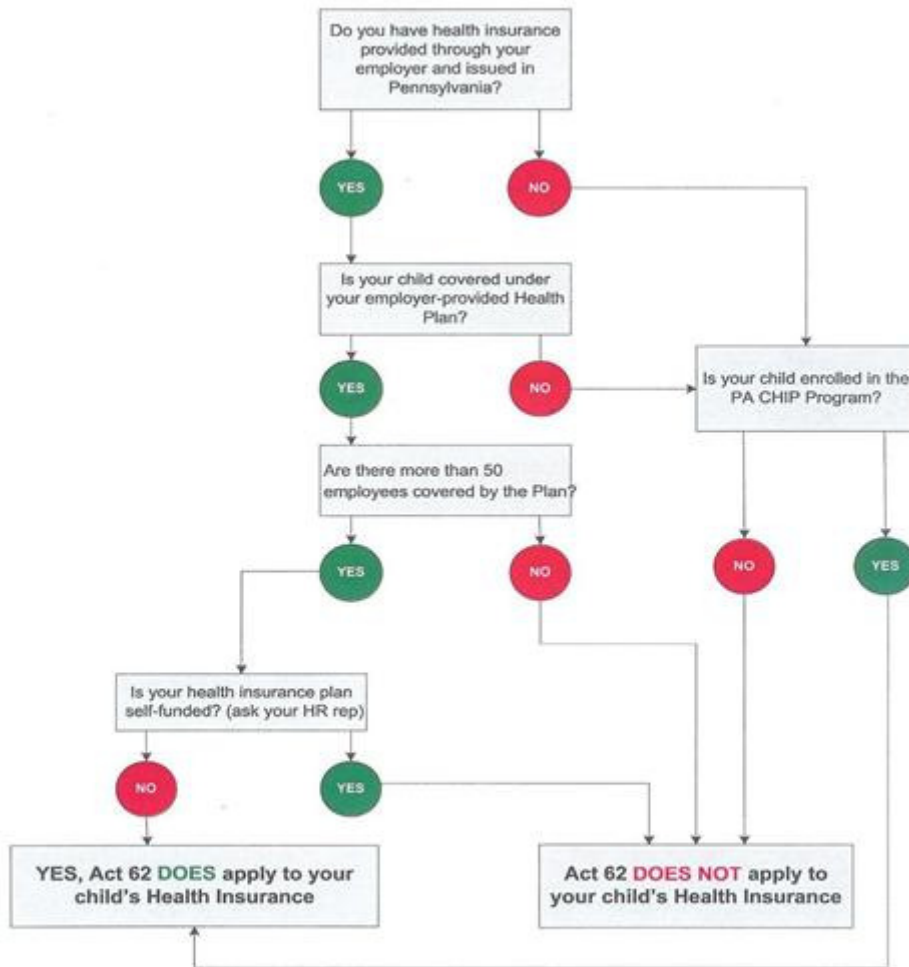 Do you have health insurance
provided through your
employer and issued in
Pennsylvania?
YES
NO
Is your child covered under
your employer-provided Health
Plan?
YES
NO
Is your child enrolled in the
PA CHIP Program?
Are there more than 50
employees covered by the Plan?
YES
NO
NO
YES
Is your health insurance plan
self-funded? (ask your HR rep)
NO
YES
YES, Act 62 DOES apply to your
child's Health Insurance
Act 62 DOES NOT apply to
your child's Health Insurance